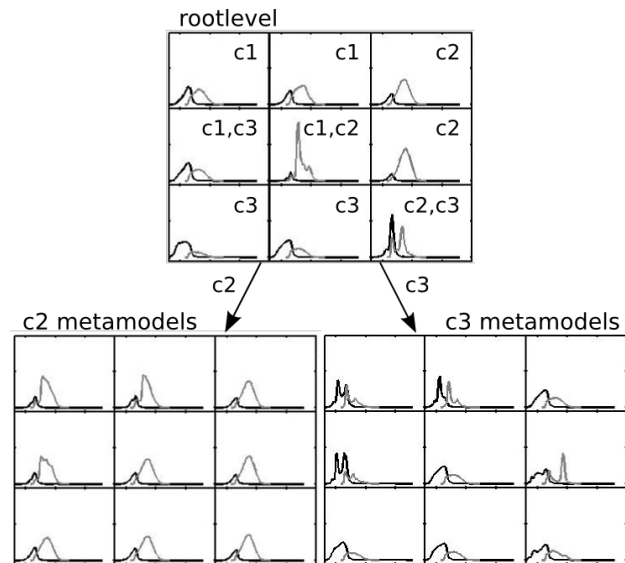 rootlevel
c1 c1 c2
c1,c3 c1,c2 c2
c3 c3 c2,c3
c2 c3
c2 metamodels c3 metamodels